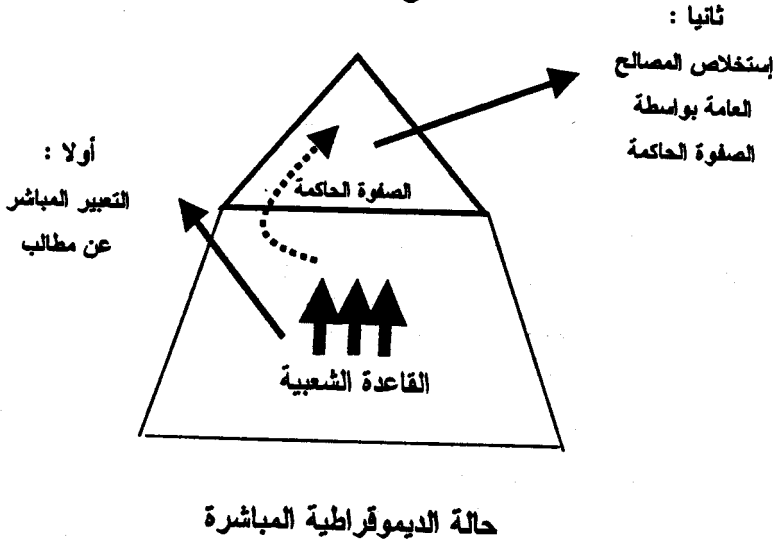 أولا :
التعبير المباشر
عن مطالب
ثانيا :
إستخلاص المصالح
العامة بواسطة
الصفوة الحاكمة
الصفوة الحاكمة
القاعدة الشعبية
حالة الديموقراطية المباشرة